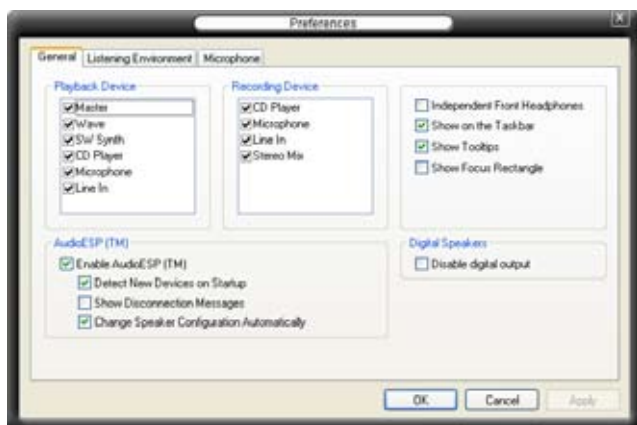 Preferences
X
General Listening Environment Microphone
Playback Device
Master
Wave
SW Synth
CD Player
Microphone
Line In
Recording Device
CD Player
Microphone
Line In
Stereo Mix
Independent Front Headphones
Show on the Taskbar
Show Tooltips
Show Focus Rectangle
AudioESP (TM)
Enable AudioESP (TM)
Detect New Devices on Startup
Show Disconnection Messages
Change Speaker Configuration Automatically
Digital Speakers
Disable digital output
OK Cancel Apply